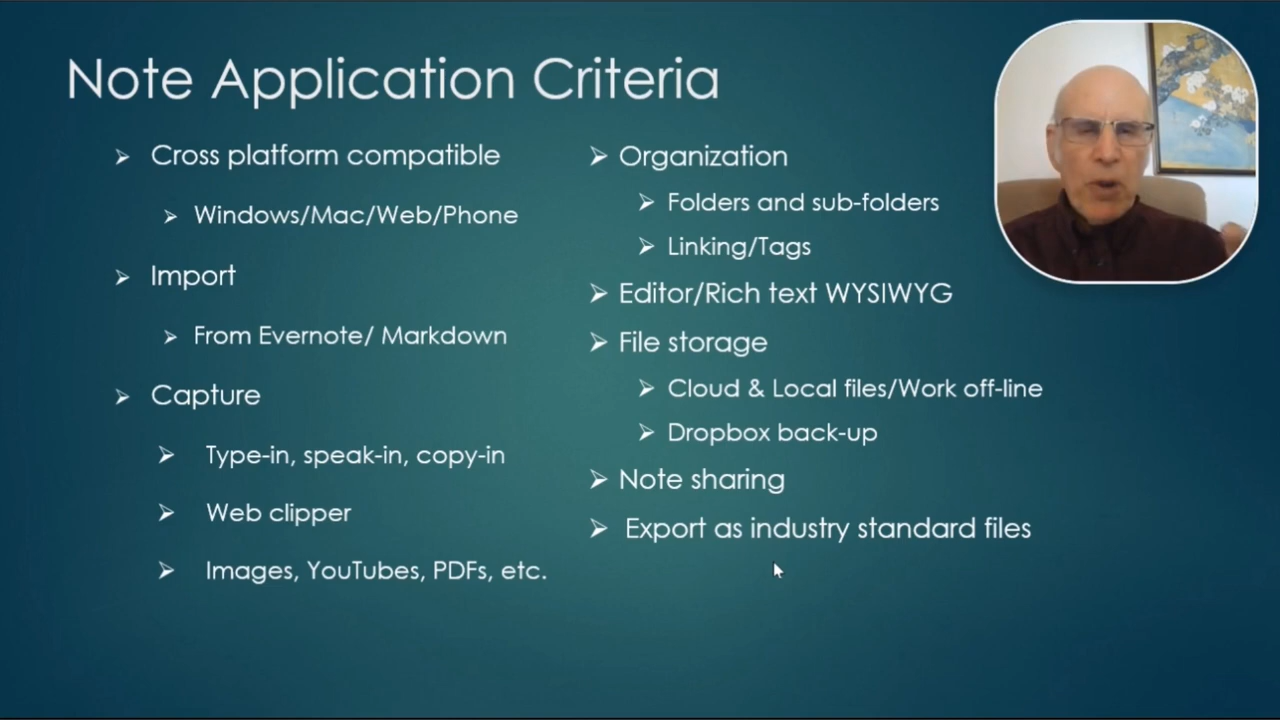 Note Application Criteria
Cross platform compatible
Windows/Mac/Web/Phone
Import
From Evernote/ Markdown
Capture
Type-in, speak-in, copy-in
Web clipper
Images, YouTubes, PDFs, etc.
Organization
Folders and sub-folders
Linking/Tags
Editor/Rich text WYSIWYG
File storage
Cloud & Local files/Work off-line
Dropbox back-up
Note sharing
Export as industry standard files